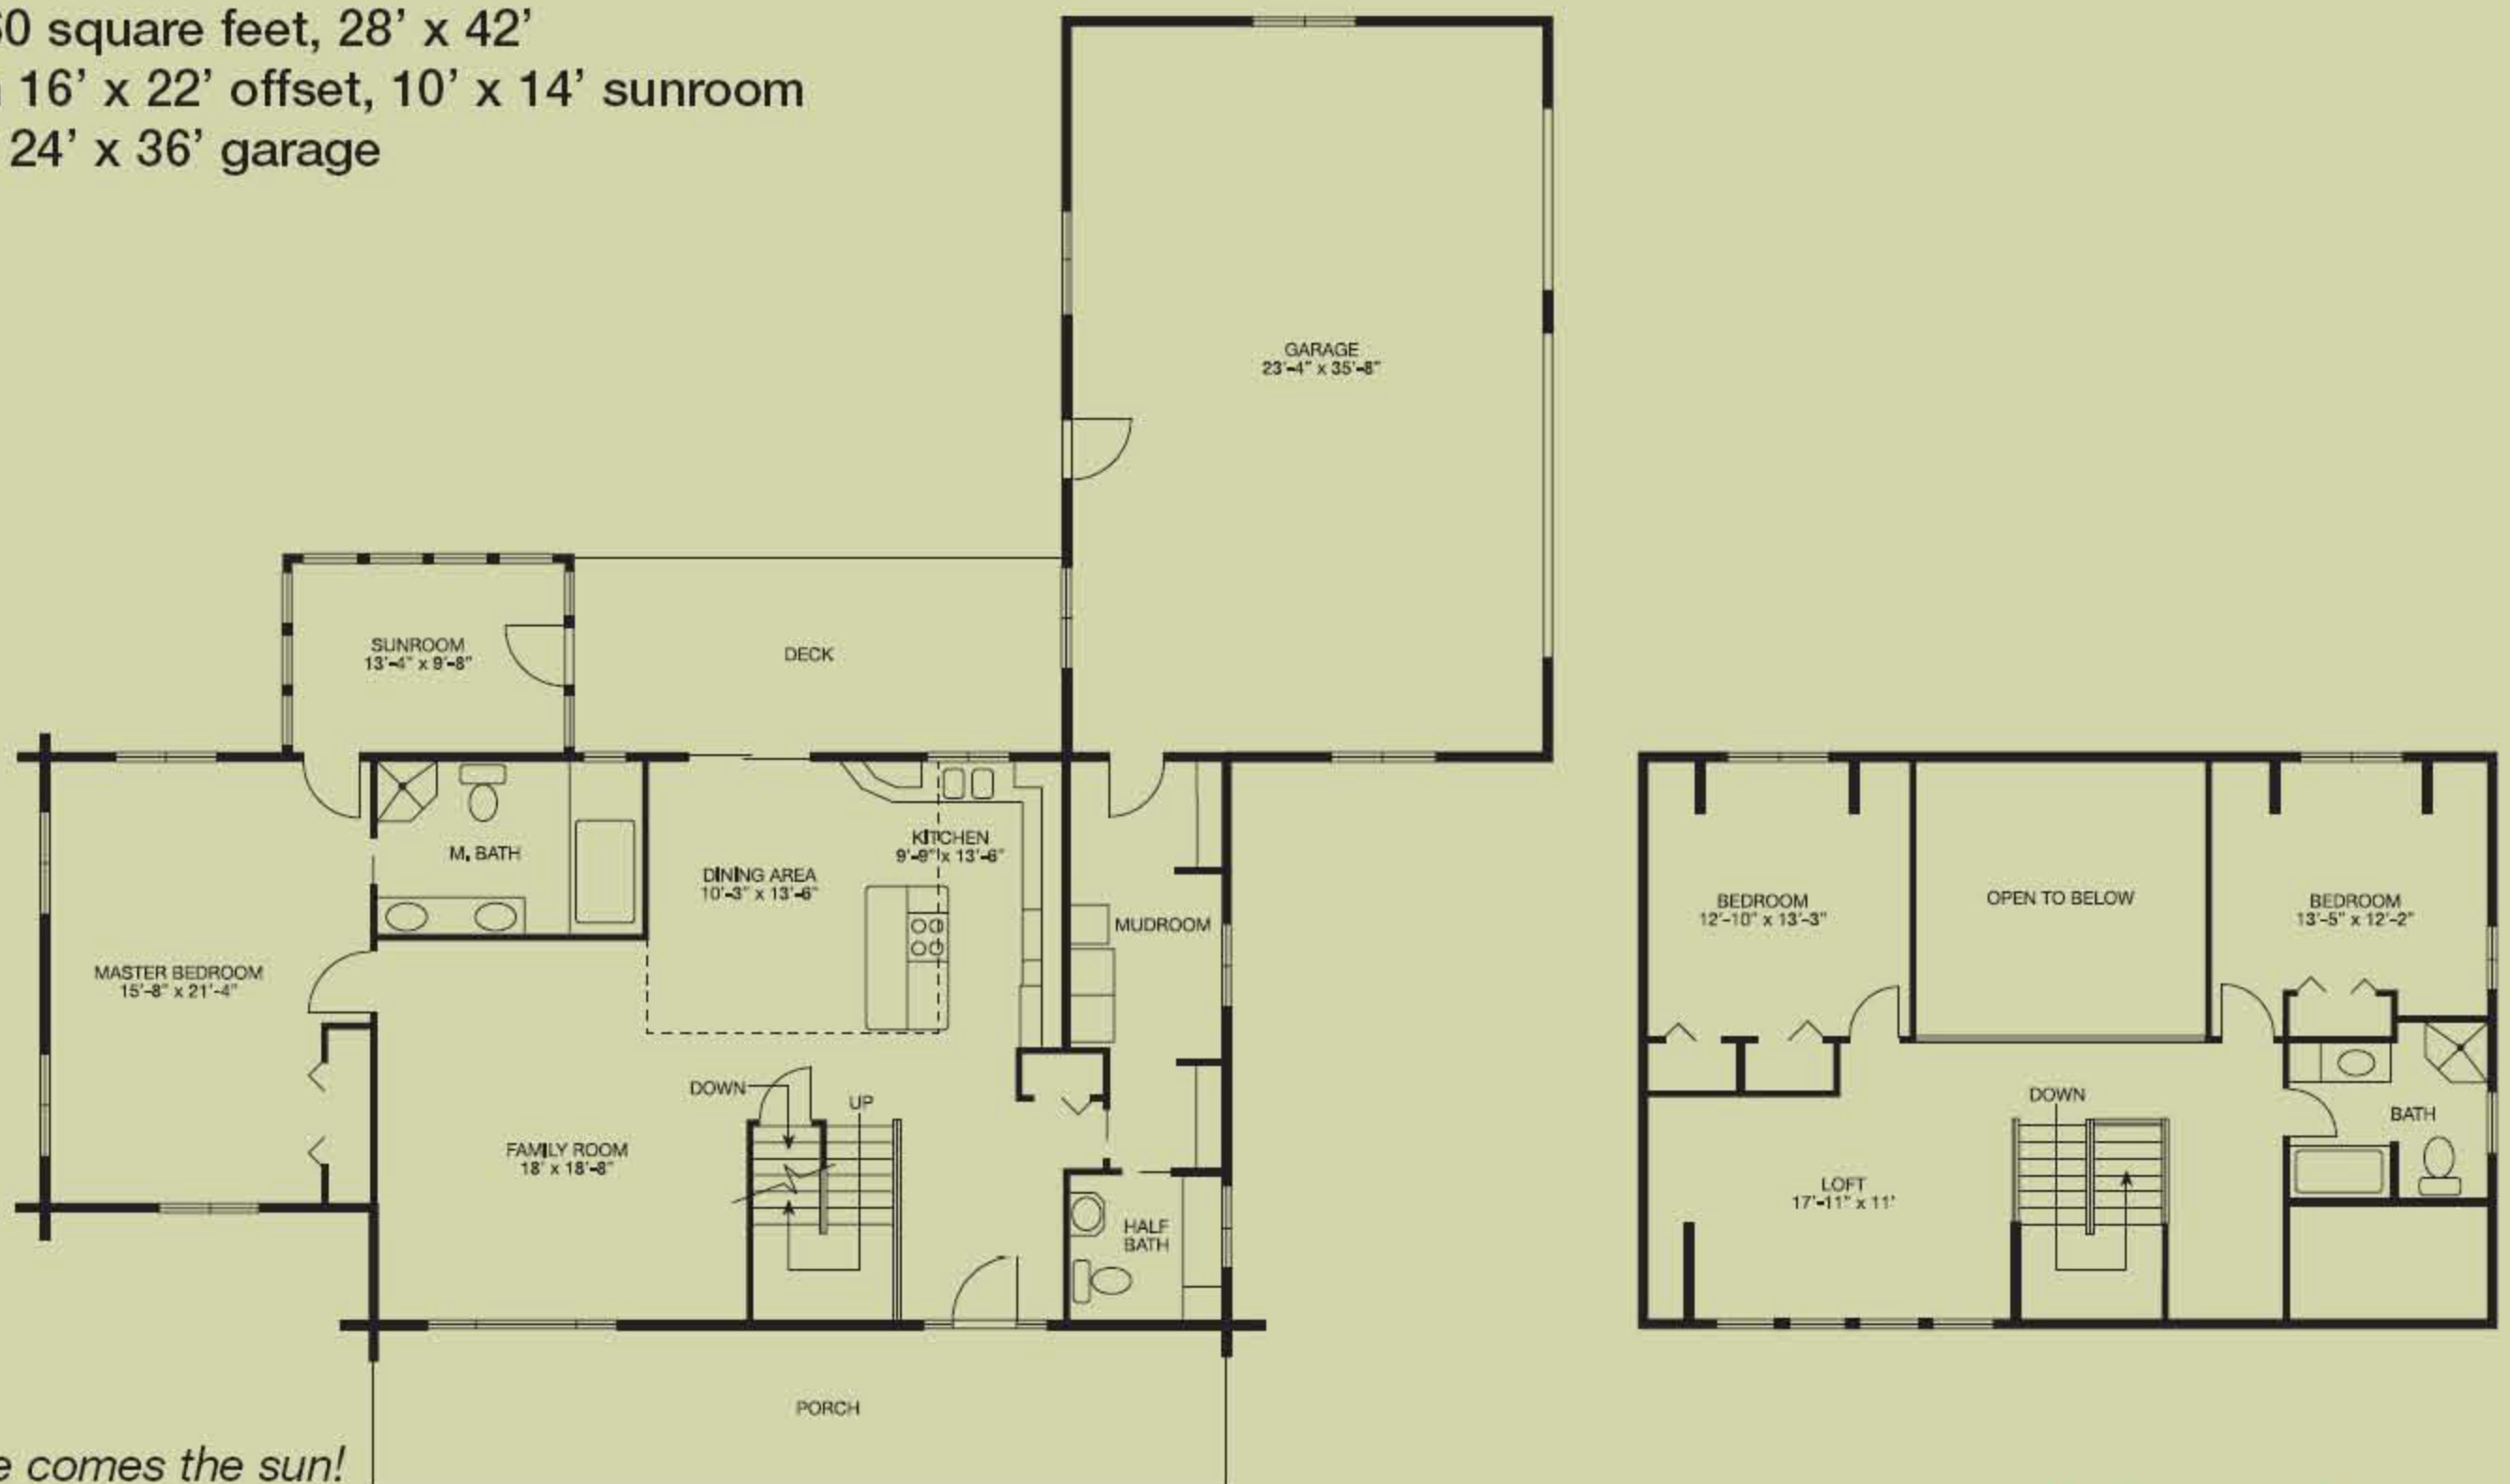 60 square feet, 28’ x 42’
16’ x 22’ offset, 10’ x 14’ sunroom
24’ x 36’ garage
GARAGE
23’-4” x 35’-8”
SUNROOM
13’-4” x 9’-8”
DECK
M. BATH
KITCHEN
9’-9” x 13’-6”
DINING AREA
10’-3” x 13’-6”
MUDROOM
MASTER BEDROOM
15’-8” x 21’-4”
DOWN
UP
FAMILY ROOM
18’ x 18’-8”
HALF
BATH
PORCH
BEDROOM
12’-10” x 13’-3”
OPEN TO BELOW
BEDROOM
13’-5” x 12’-2”
DOWN
BATH
LOFT
17’-11” x 11’
e comes the sun!